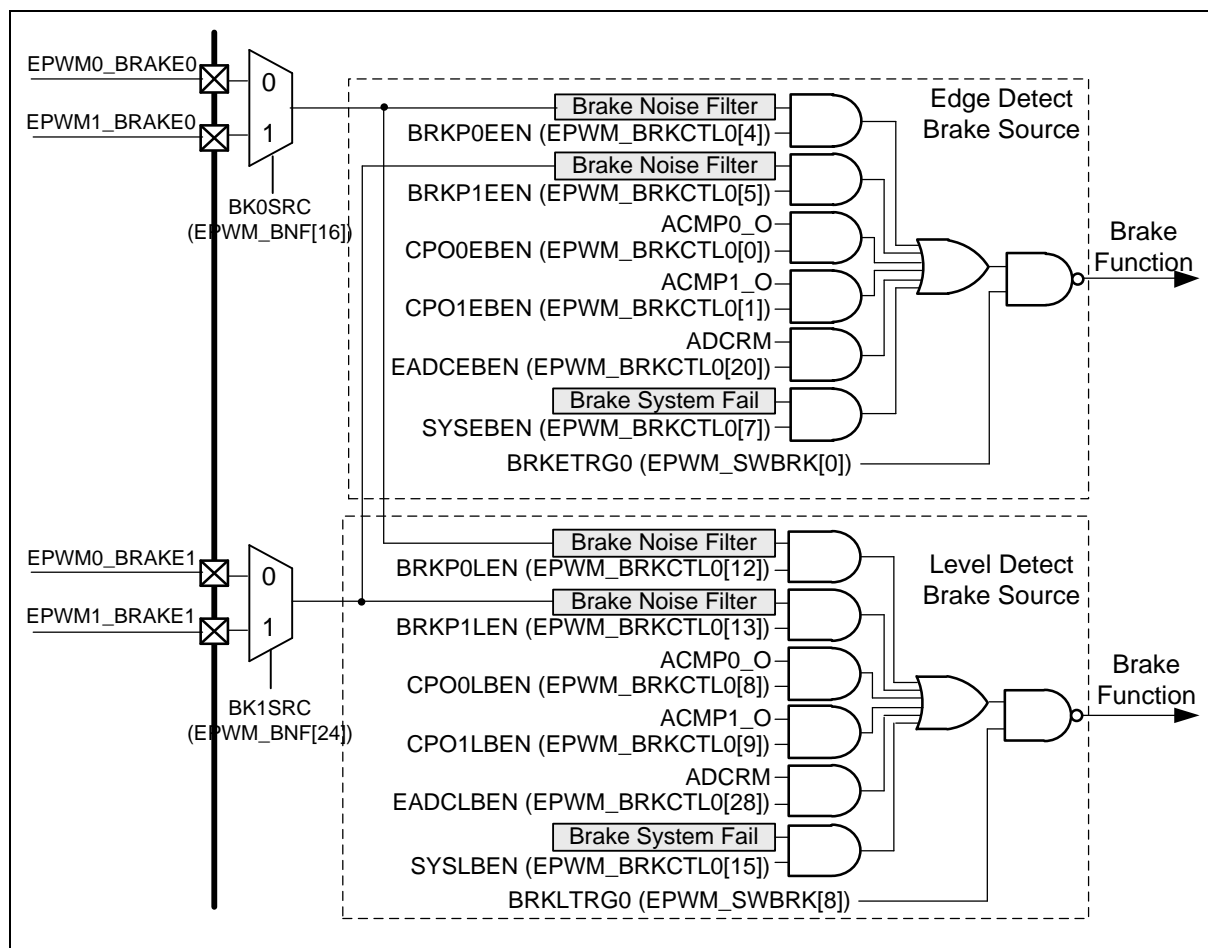 EPWM0_BRAKE0
EPWM1_BRAKE0
0
1
BK0SRC
(EPWM_BNF[16])
Edge Detect
Brake Source
Brake Noise Filter
BRKP0EEN (EPWM_BRKCTL0[4])
Brake Noise Filter
BRKP1EEN (EPWM_BRKCTL0[5])
ACMP0_O
CPO0EBEN (EPWM_BRKCTL0[0])
ACMP1_O
CPO1EBEN (EPWM_BRKCTL0[1])
ADCRM
EADCEBEN (EPWM_BRKCTL0[20])
Brake System Fail
SYSEBEN (EPWM_BRKCTL0[7])
BRKETRG0 (EPWM_SWBRK[0])
Brake
Function
EPWM0_BRAKE1
EPWM1_BRAKE1
0
1
BK1SRC
(EPWM_BNF[24])
Level Detect
Brake Source
Brake Noise Filter
BRKP0LEN (EPWM_BRKCTL0[12])
Brake Noise Filter
BRKP1LEN (EPWM_BRKCTL0[13])
ACMP0_O
CPO0LBEN (EPWM_BRKCTL0[8])
ACMP1_O
CPO1LBEN (EPWM_BRKCTL0[9])
ADCRM
EADCLBEN (EPWM_BRKCTL0[28])
Brake System Fail
SYSLBEN (EPWM_BRKCTL0[15])
BRKLTRG0 (EPWM_SWBRK[8])
Brake
Function